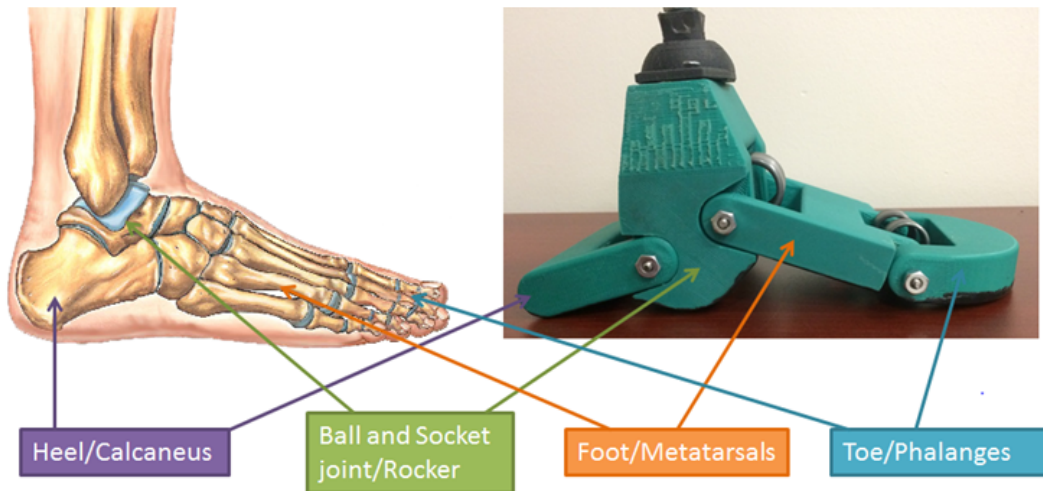 Heel/Calcaneus
Ball and Socket
joint/Rocker
Foot/Metatarsals
Toe/Phalanges